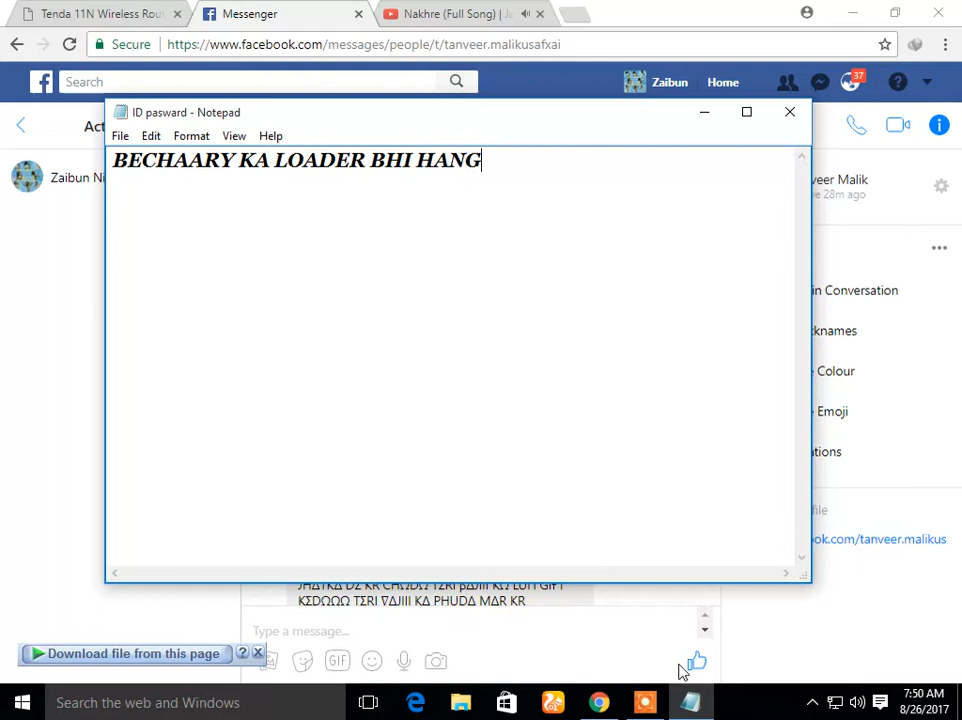 Tenda 11N Wireless Rout
Messenger
Nakhre (Full Song) | J
Secure
https://www.facebook.com/messages/people/t/tanveer.malikusafxai
Search
Zaibun
Home
37
ID pasward - Notepad
File Edit Format View Help
BECHAARY KA LOADER BHI HANG
Act
Zaibun Ni
veer Malik
ve 28m ago
in Conversation
knames
e Colour
e Emoji
ations
file
ok.com/tanveer.malikus
Type a message...
GIF
Download file from this page
Search the web and Windows
7:50 AM
8/26/2017